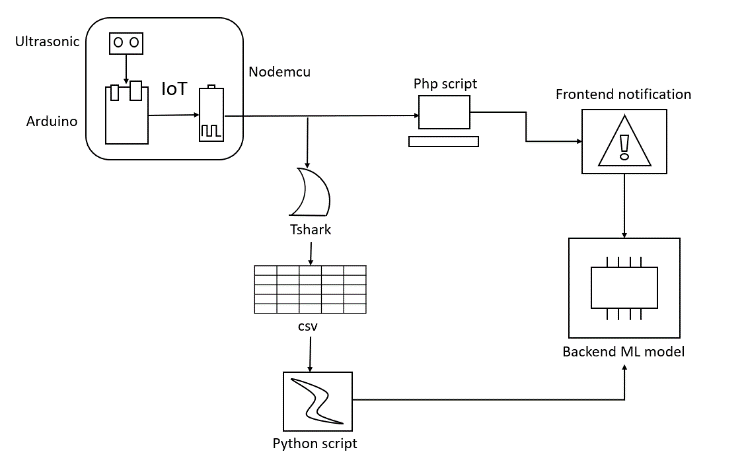 Ultrasonic
IoT
Nodemcu
Arduino
Php script
Frontend notification
Tshark
csv
Backend ML model
Python script